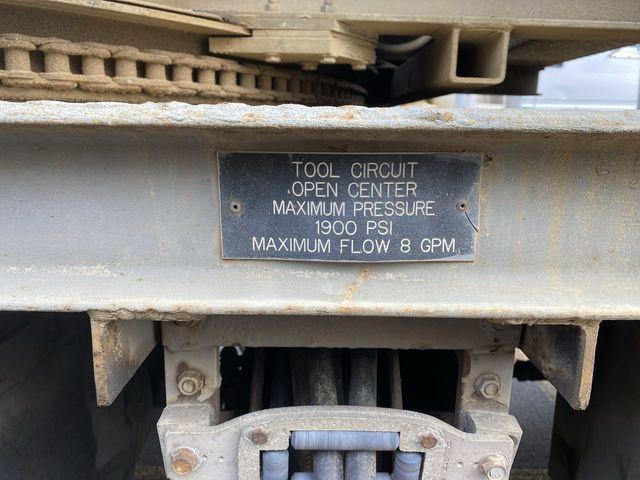 TOOL CIRCUIT
OPEN CENTER
MAXIMUM PRESSURE
1900 PSI
MAXIMUM FLOW 8 GPM